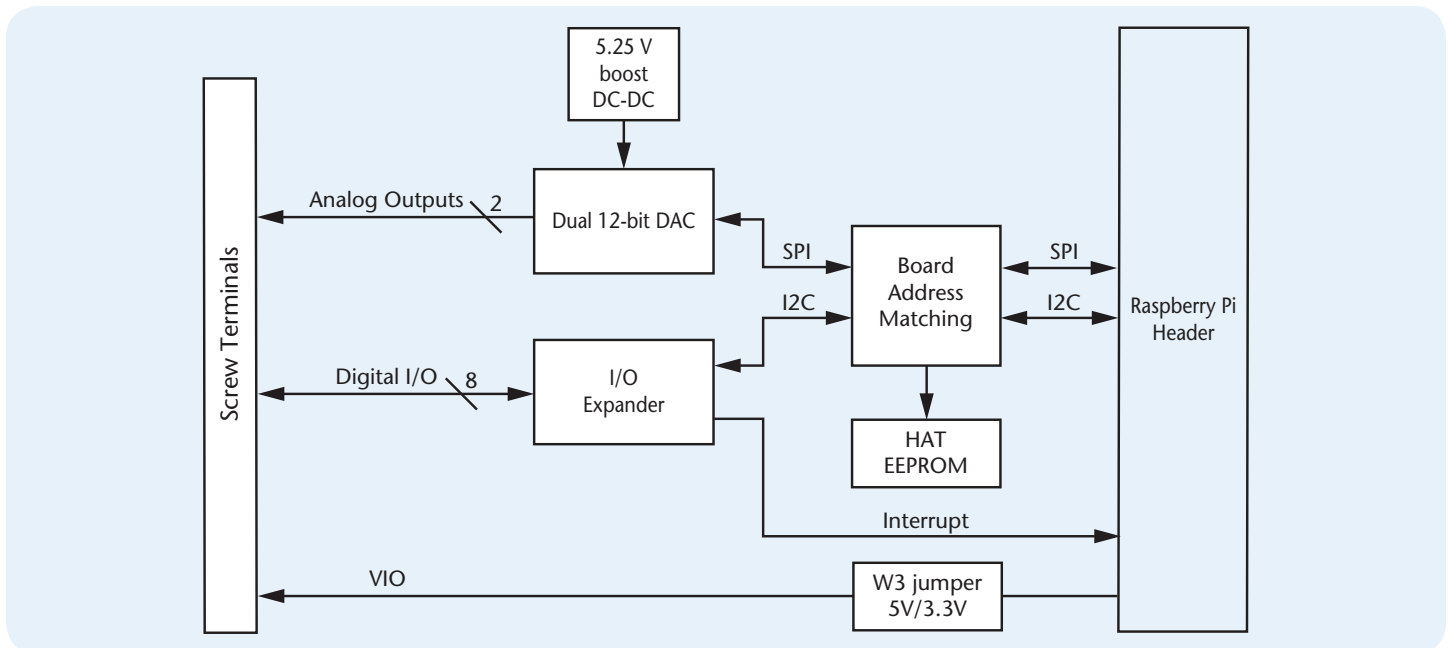 5.25 V
boost
DC-DC
Analog Outputs
2
Dual 12-bit DAC
SPI
SPI
Board
Address
Matching
I2C
I2C
Raspberry Pi
Header
Screw Terminals
Digital I/O
8
I/O
Expander
HAT
EEPROM
Interrupt
VIO
W3 jumper
5V/3.3V